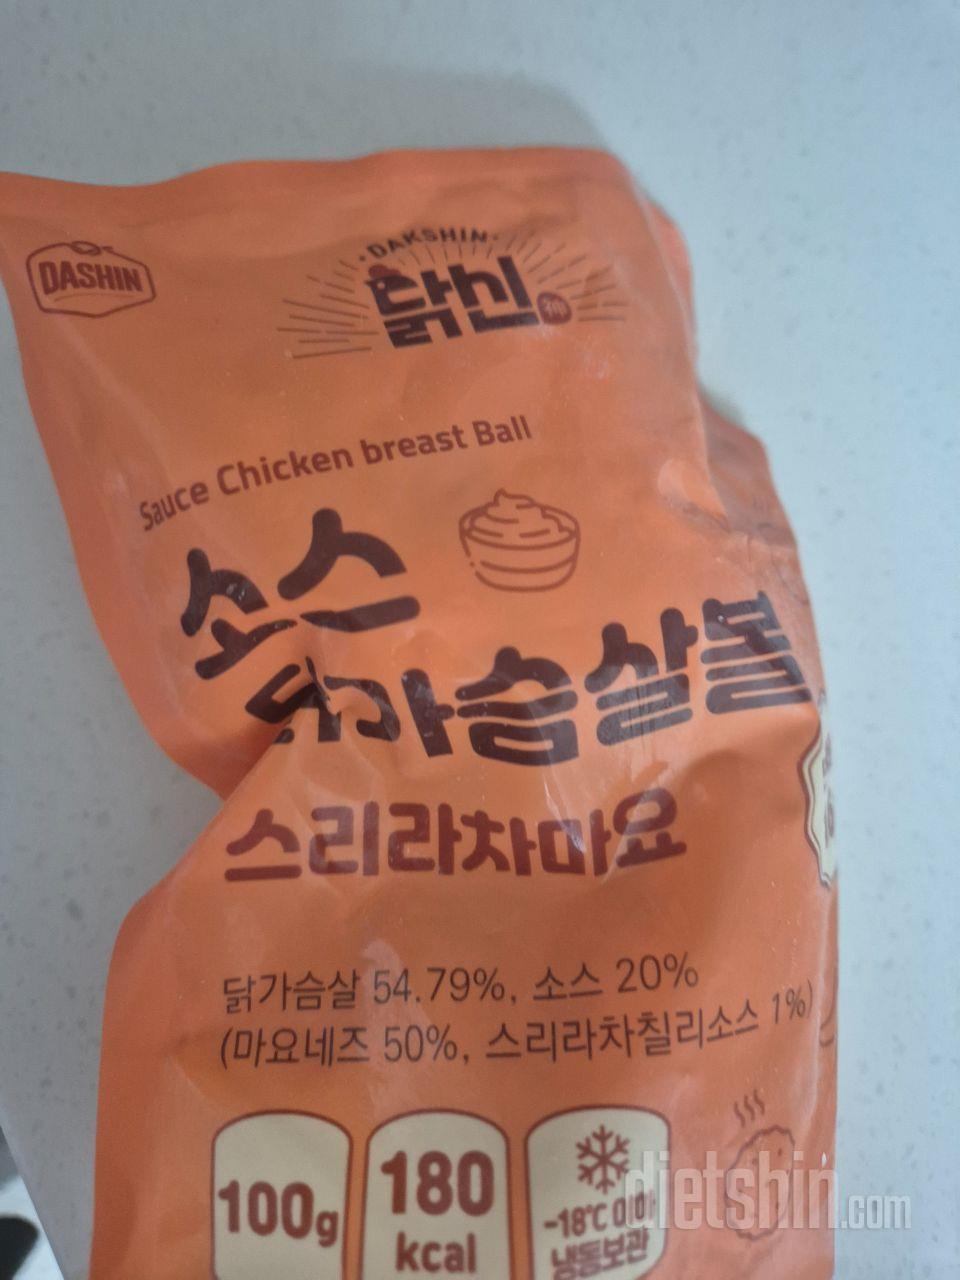 DASHIN
·DAKSHIN·
닭신
神
Sauce Chicken breast Ball
소스
닭가슴살볼
스리라차마요
닭가슴살 54.79%, 소스 20%
(마요네즈 50%, 스리라차칠리소스 1%)
100g
180
kcal
-18℃ 이하
냉동보관
dietshin.com